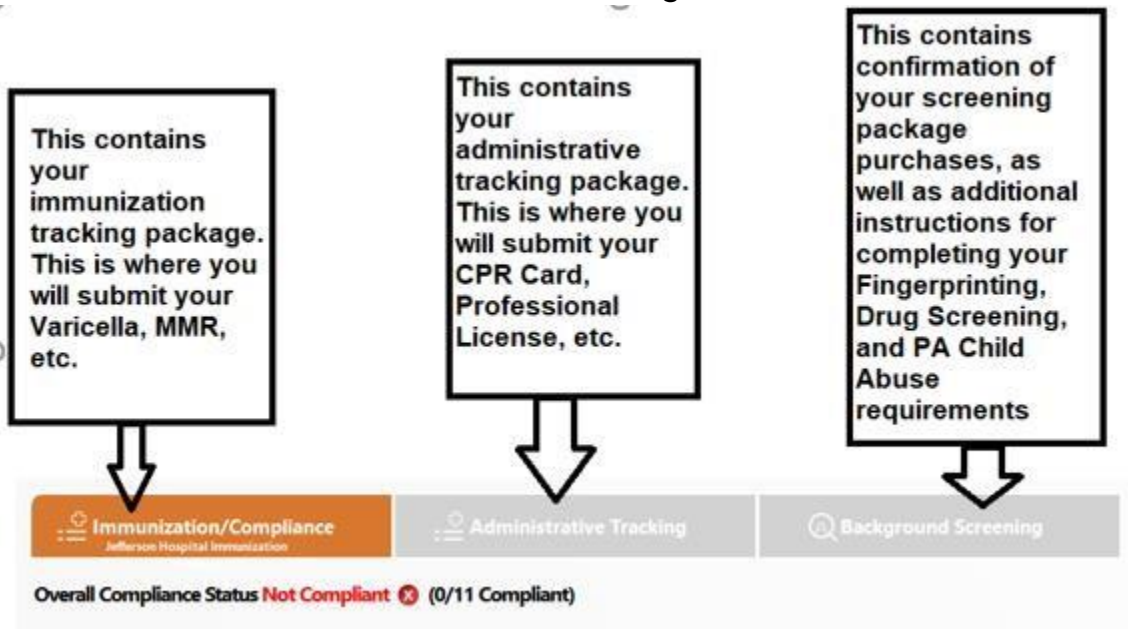 This contains
your
immunization
tracking package.
This is where you
will submit your
Varicella, MMR,
etc.
This contains
your
administrative
tracking package.
This is where you
will submit your
CPR Card,
Professional
License, etc.
This contains
confirmation of
your screening
package
purchases, as
well as additional
instructions for
completing your
Fingerprinting,
Drug Screening,
and PA Child
Abuse
requirements
Immunization/Compliance
Jefferson Hospital Immunization
Administrative Tracking
Background Screening
Overall Compliance Status Not Compliant (0/11 Compliant)